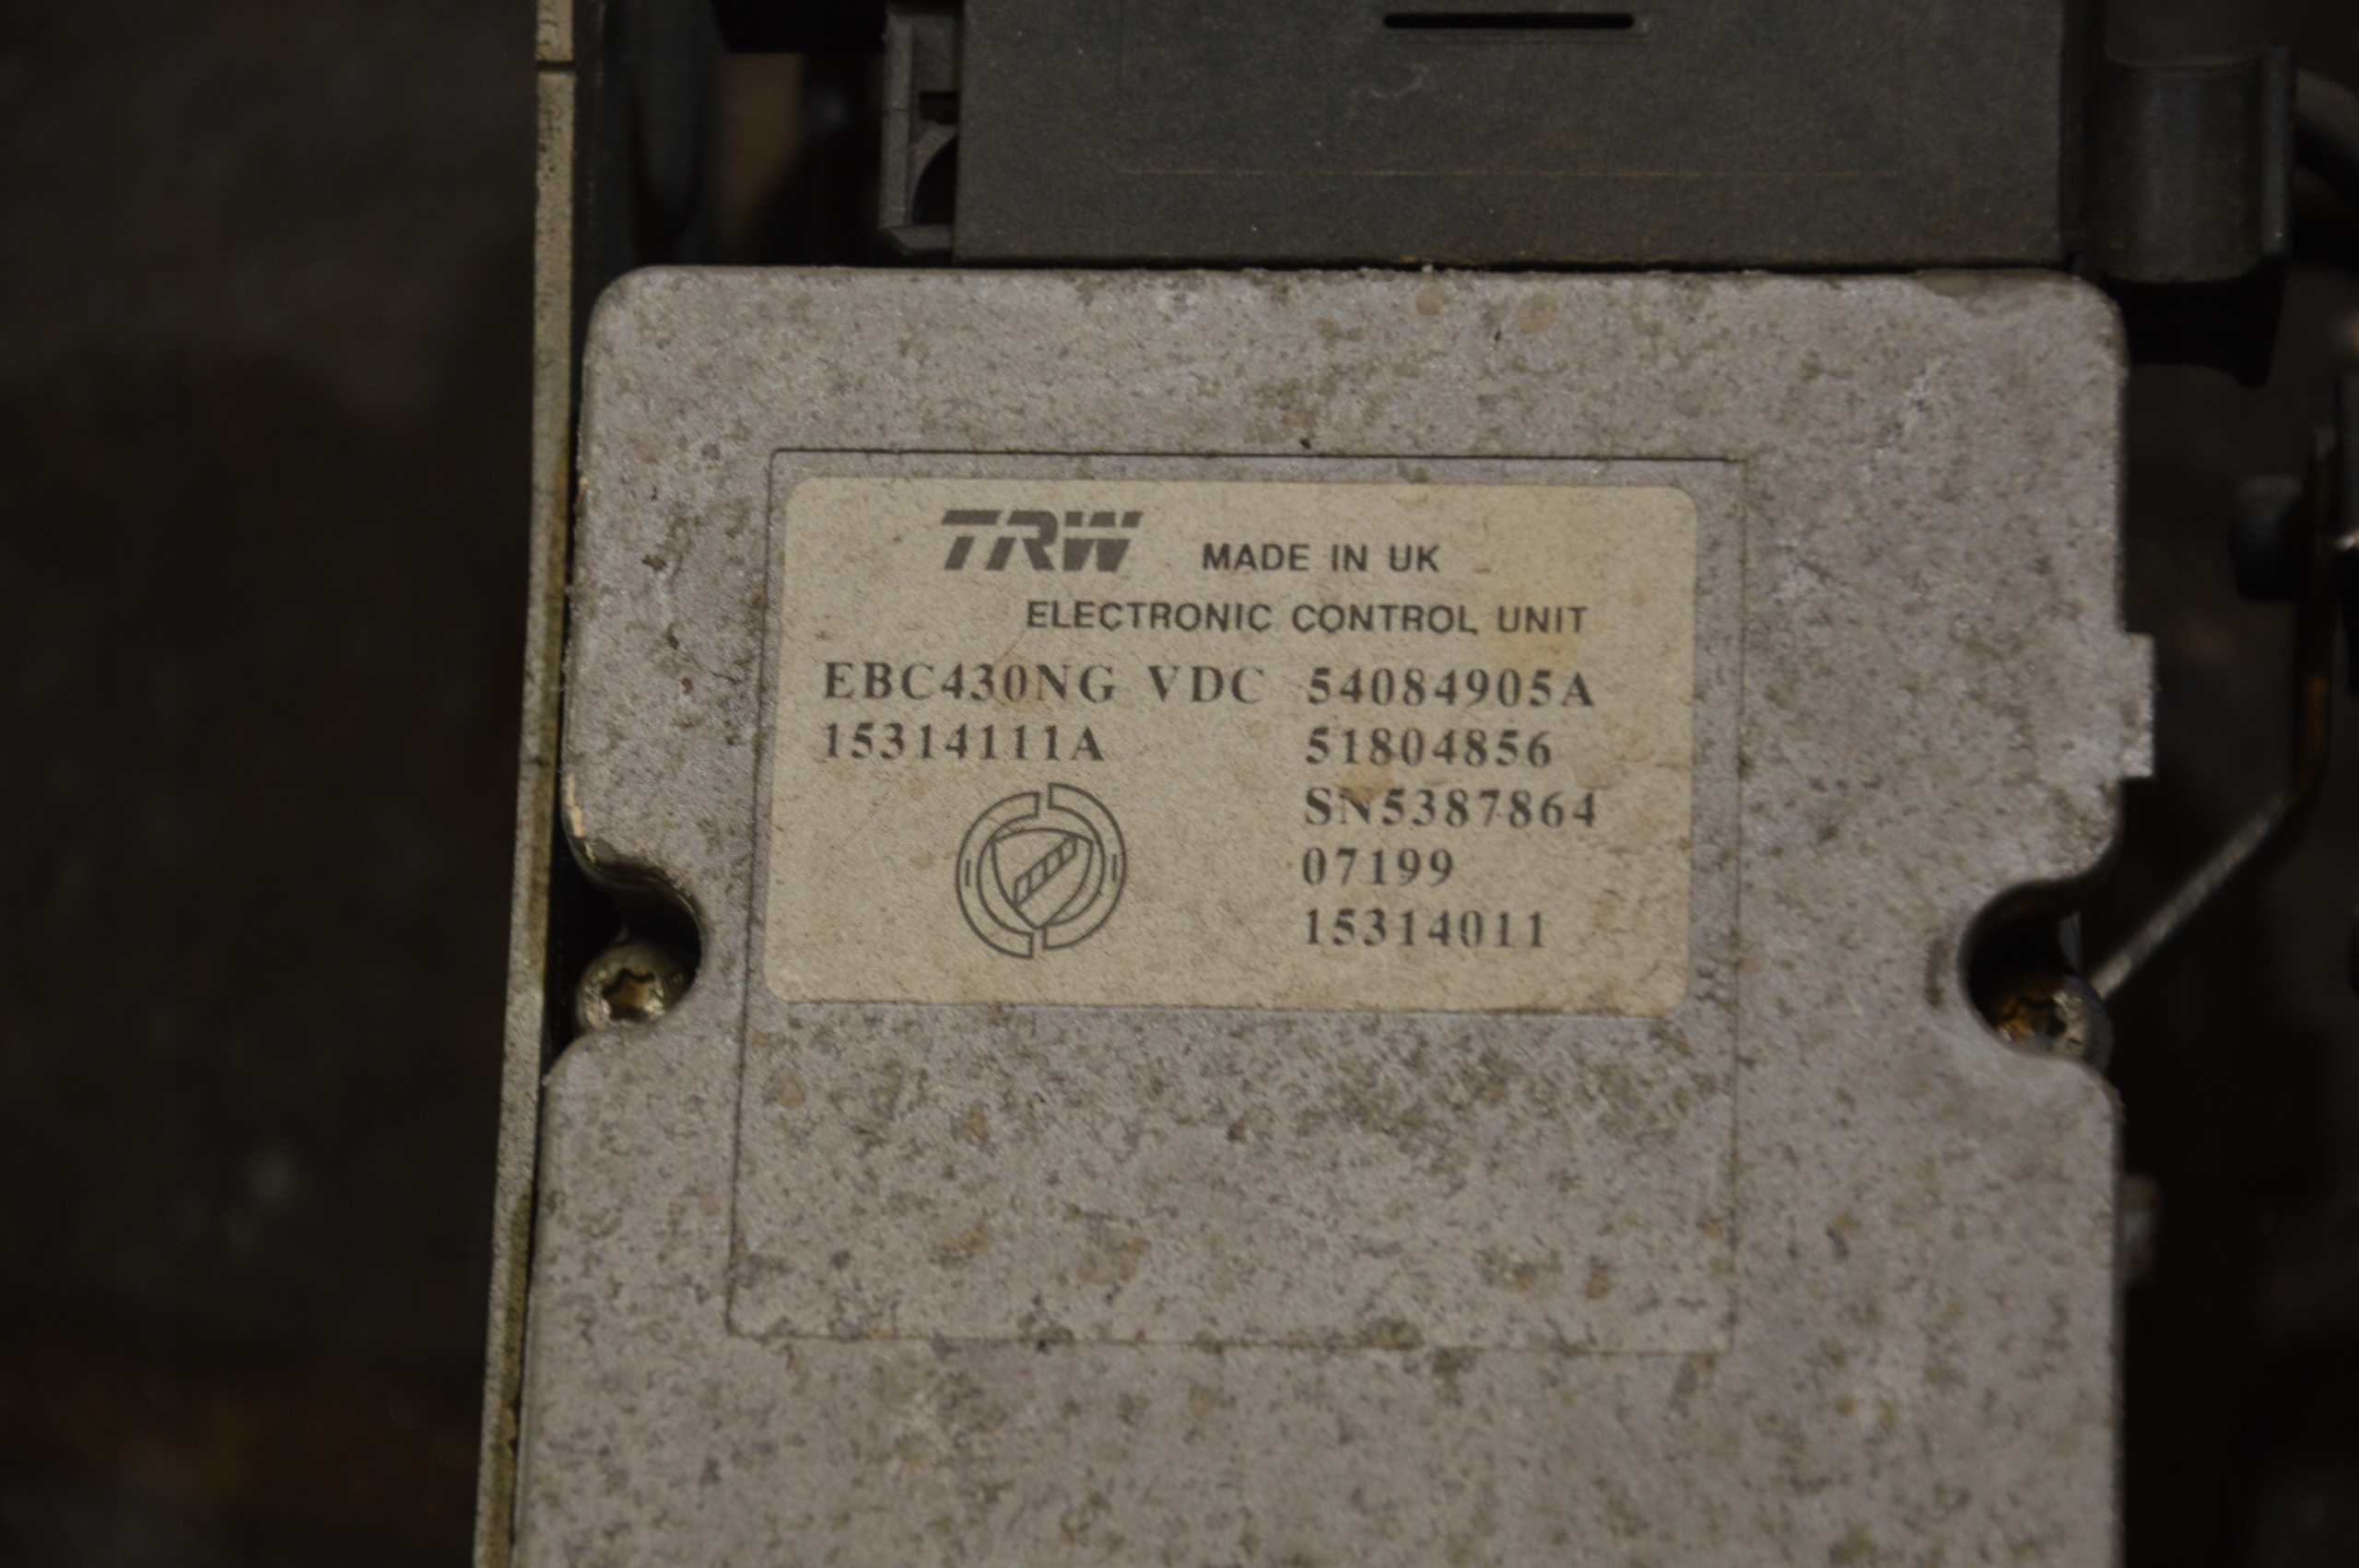 TRW MADE IN UK
ELECTRONIC CONTROL UNIT
EBC430NG VDC 54084905A
15314111A 51804856
SN5387864
07199
15314011